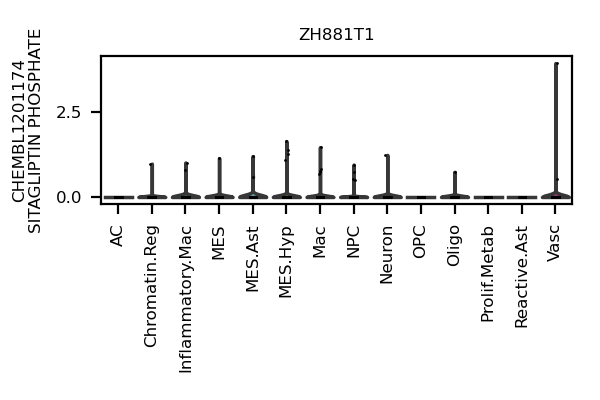 ZH881T1
CHEMBL1201174
SITAGLIPTIN PHOSPHATE
2.5
0.0
AC
Chromatin.Reg
Inflammatory.Mac
MES
MES.Ast
MES.Hyp
Mac
NPC
Neuron
OPC
Oligo
Prolif.Metab
Reactive.Ast
Vasc